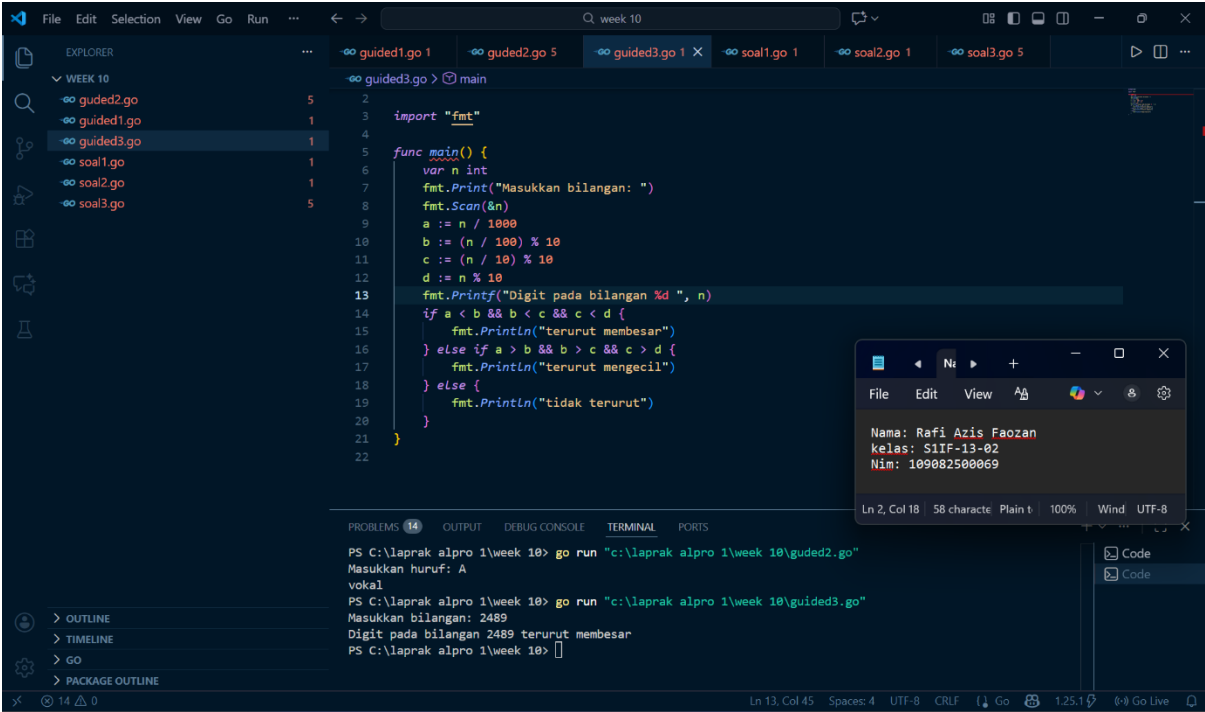 File Edit Selection View Go Run ... week 10
EXPLORER ...
WEEK 10
guded2.go 5
guided1.go 1
guided3.go 1
soal1.go 1
soal2.go 1
soal3.go 5
OUTLINE
TIMELINE
GO
PACKAGE OUTLINE
guided1.go 1 guded2.go 5 guided3.go 1 soal1.go 1 soal2.go 1 soal3.go 5
guided3.go > main
2
3 import "fmt"
4
5 func main() {
6 var n int
7 fmt.Print("Masukkan bilangan: ")
8 fmt.Scan(&n)
9 a := n / 1000
10 b := (n / 100) % 10
11 c := (n / 10) % 10
12 d := n % 10
13 fmt.Printf("Digit pada bilangan %d ", n)
14 if a < b && b < c && c < d {
15 fmt.Println("terurut membesar")
16 } else if a > b && b > c && c > d {
17 fmt.Println("terurut mengecil")
18 } else {
19 fmt.Println("tidak terurut")
20 }
21 }
22
Na
File Edit View
Nama: Rafi Azis Faozan
kelas: S1IF-13-02
Nim: 109082500069
Ln 2, Col 18 58 characte Plain t 100% Wind UTF-8
PROBLEMS 14 OUTPUT DEBUG CONSOLE TERMINAL PORTS
PS C:\laprak alpro 1\week 10> go run "c:\laprak alpro 1\week 10\guded2.go"
Masukkan huruf: A
vokal
PS C:\laprak alpro 1\week 10> go run "c:\laprak alpro 1\week 10\guided3.go"
Masukkan bilangan: 2489
Digit pada bilangan 2489 terurut membesar
PS C:\laprak alpro 1\week 10>
Code
Code
14 0 Ln 13, Col 45 Spaces: 4 UTF-8 CRLF Go 1.25.1 Go Live